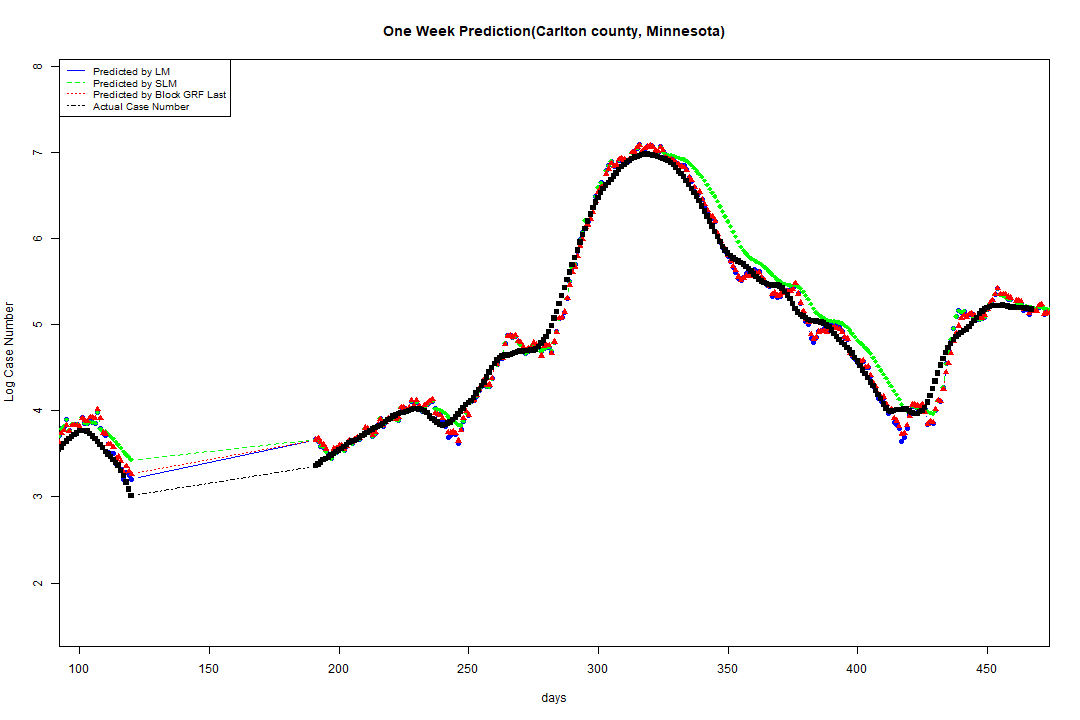 One Week Prediction(Carlton county, Minnesota)
Predicted by LM
Predicted by SLM
Predicted by Block GRF Last
Actual Case Number
8
7
6
5
4
3
2
Log Case Number
100 150 200 250 300 350 400 450
days